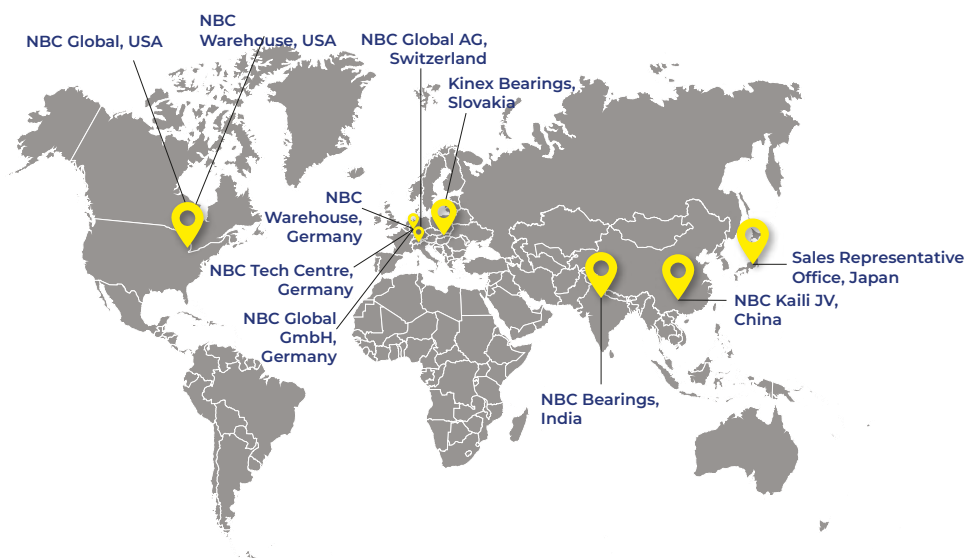 NBC Global, USA
NBC
Warehouse, USA
NBC Global AG,
Switzerland
Kinex Bearings,
Slovakia
NBC
Warehouse,
Germany
NBC Tech Centre,
Germany
NBC Global
GmbH,
Germany
Sales Representative
Office, Japan
NBC Kaili JV,
China
NBC Bearings,
India